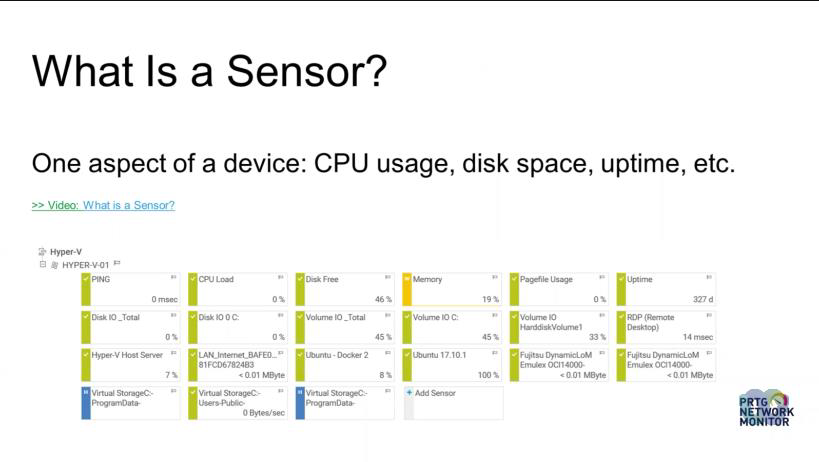 What Is a Sensor?
One aspect of a device: CPU usage, disk space, uptime, etc.
>> Video: What is a Sensor?
Hyper-V
HYPER-V-01
PING
0 msec
CPU Load
0 %
Disk Free
46 %
Memory
19 %
Pagefile Usage
0 %
Uptime
327 d
Disk IO _Total
0 %
Disk IO 0 C:
0 %
Volume IO _Total
45 %
Volume IO C:
45 %
Volume IO
HarddiskVolume1
33 %
RDP (Remote
Desktop)
14 msec
Hyper-V Host Server
7 %
LAN_Internet_BAFE0...
81FCD67824B3
< 0.01 MByte
Ubuntu - Docker 2
8 %
Ubuntu 17.10.1
100 %
Fujitsu DynamicLoM
Emulex OCI14000-
< 0.01 MByte
Fujitsu DynamicLoM
Emulex OCI14000-
< 0.01 MByte
Virtual StorageC:-
ProgramData-
Virtual StorageC:-
Users-Public-
0 Bytes/sec
Virtual StorageC:-
ProgramData-
+ Add Sensor
PRTG
NETWORK
MONITOR